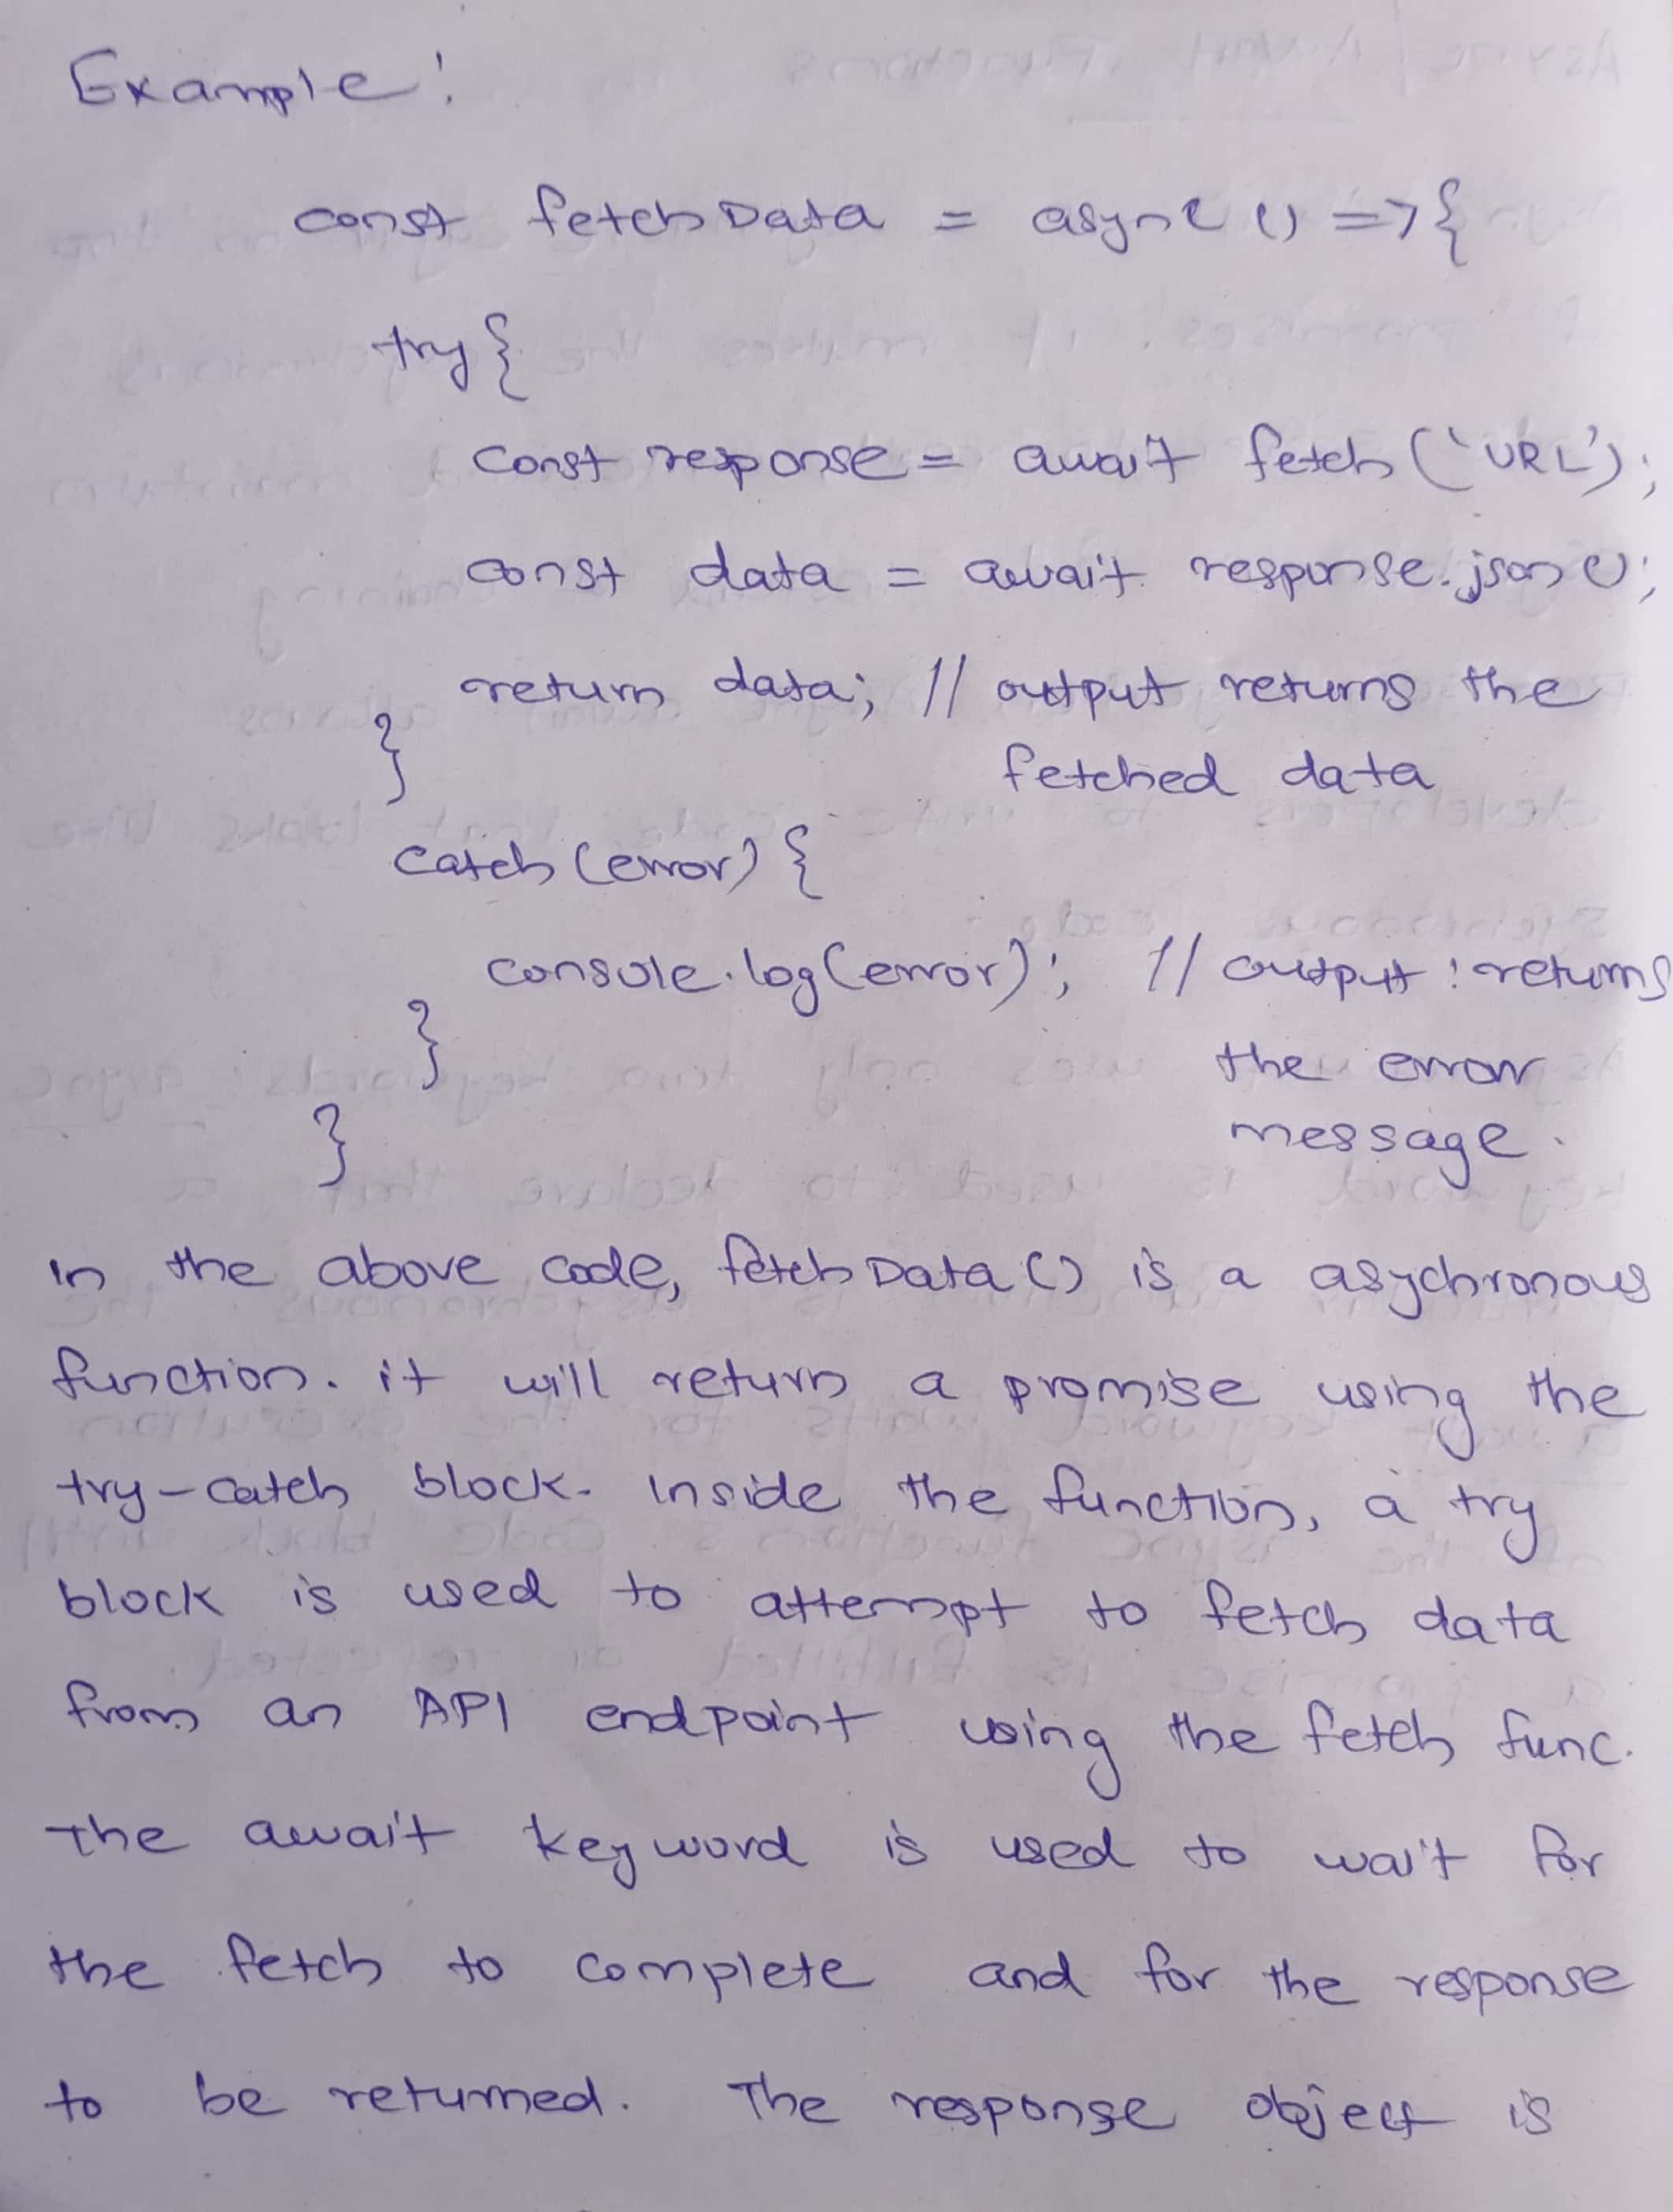 Example:
const fetchData = async () => {
try {
const response = await fetch ('URL');
const data = await response.json ();
return data; // output returns the
}
fetched data
catch (error) {
console.log(error); // output: returns
}
the error
}
message.
In the above code, fetchData () is a asychronous
function. it will return a promise using the
try-catch block. Inside the function, a try
block is used to attempt to fetch data
from an API endpoint using the fetch func.
The await keyword is used to wait for
the fetch to complete and for the response
to be returned. The response object is